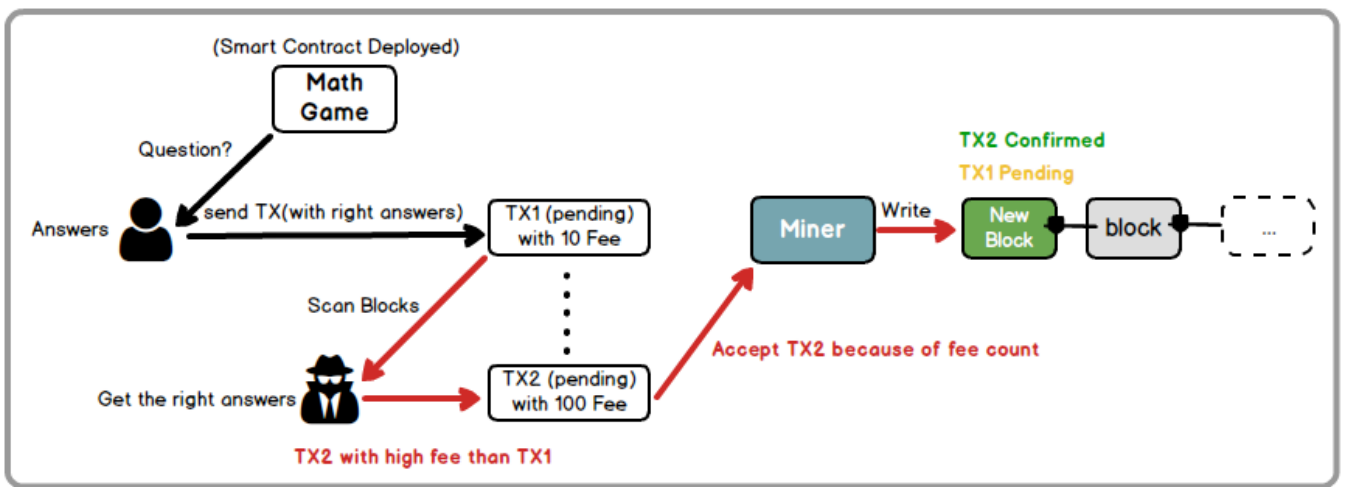 (Smart Contract Deployed)
Math
Game
Question?
Answers
send TX(with right answers)
TX1 (pending)
with 10 Fee
Scan Blocks
Get the right answers
TX2 (pending)
with 100 Fee
TX2 with high fee than TX1
Accept TX2 because of fee count
Miner
Write
TX2 Confirmed
TX1 Pending
New
Block
block
...